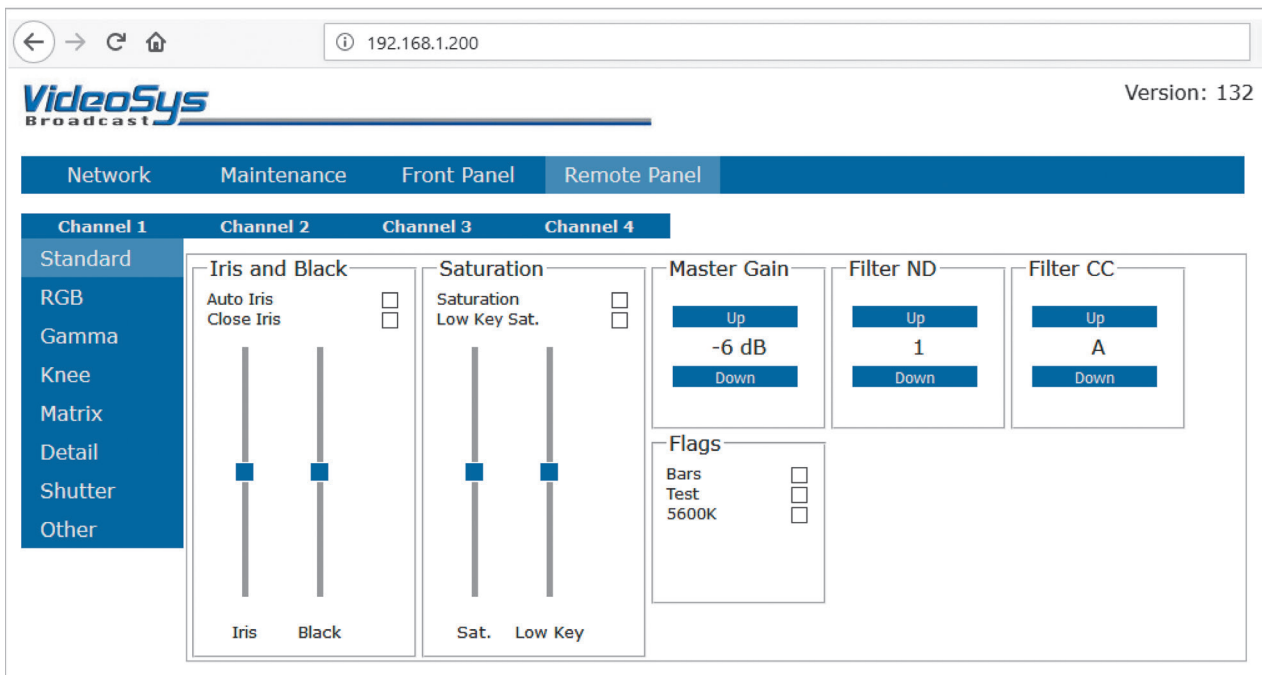 192.168.1.200
VideoSys
Broadcast
Version: 132
Network Maintenance Front Panel Remote Panel
Channel 1 Channel 2 Channel 3 Channel 4
Standard
RGB
Gamma
Knee
Matrix
Detail
Shutter
Other
Iris and Black
Auto Iris
Close Iris
Iris Black
Saturation
Saturation
Low Key Sat.
Sat. Low Key
Master Gain
Up
-6 dB
Down
Filter ND
Up
1
Down
Filter CC
Up
A
Down
Flags
Bars
Test
5600K